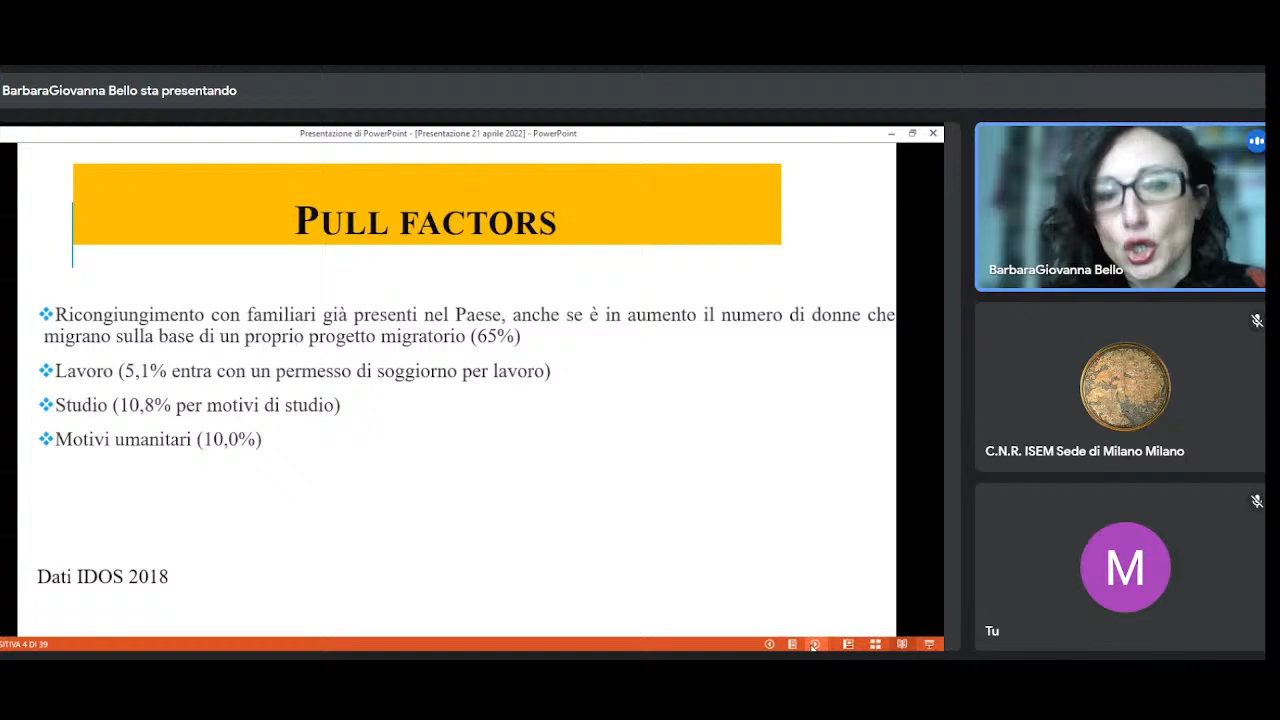 BarbaraGiovanna Bello sta presentando
Presentazione di PowerPoint - [Presentazione 21 aprile 2022] - PowerPoint
PULL FACTORS
Ricongiungimento con familiari già presenti nel Paese, anche se è in aumento il numero di donne che
migrano sulla base di un proprio progetto migratorio (65%)
Lavoro (5,1% entra con un permesso di soggiorno per lavoro)
Studio (10,8% per motivi di studio)
Motivi umanitari (10,0%)
Dati IDOS 2018
SITIVA 4 DI 39
BarbaraGiovanna Bello
C.N.R. ISEM Sede di Milano Milano
M
Tu